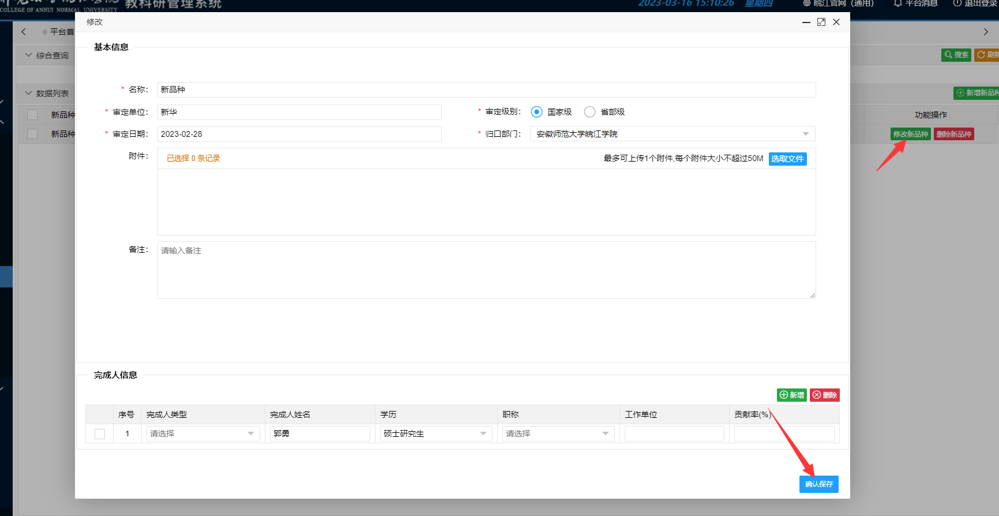 COLLEGE OF ANHUI NORMAL UNIVERSITY
教科研管理系统
2023-03-16 15:10:26 星期四
皖江官网（通用）
平台消息
退出登录
平台首
综合查询
搜索
刷新
数据列表
新增新品种
新品种
功能操作
新品种
修改新品种
删除新品种
修改
基本信息
* 名称：
新品种
* 审定单位：
新华
* 审定级别：
国家级
省部级
* 审定日期：
2023-02-28
* 归口部门：
安徽师范大学皖江学院
附件：
已选择 0 条记录
最多可上传1个附件,每个附件大小不超过50M
选取文件
备注：
请输入备注
完成人信息
新增
删除
序号 完成人类型 完成人姓名 学历 职称 工作单位 贡献率(%)
1 请选择 郭勇 硕士研究生 请选择
确认保存